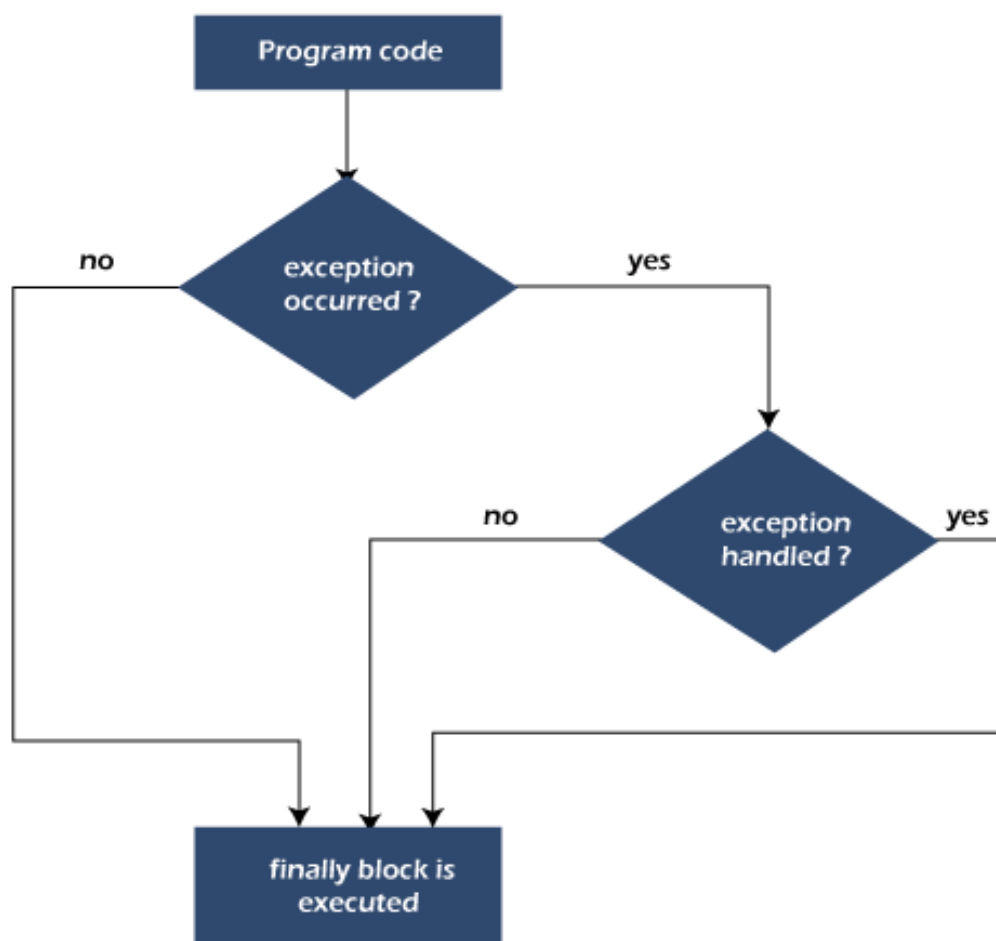 Program code
no
exception
occurred ?
yes
no
exception
handled ?
yes
finally block is
executed